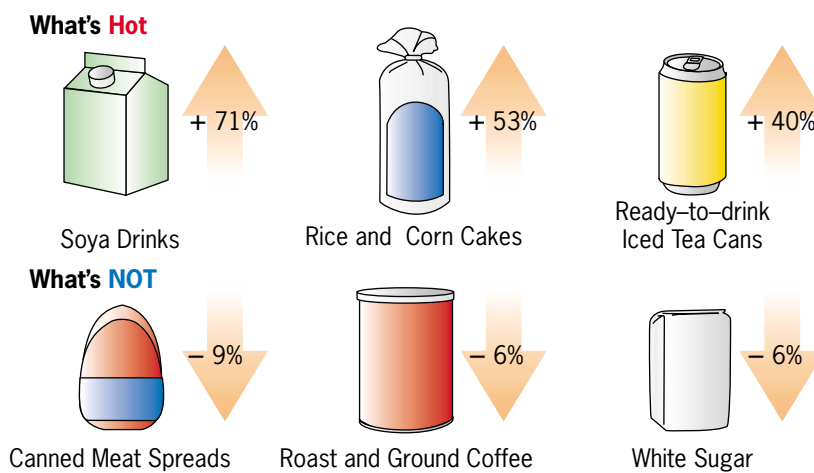 What's Hot
+ 71%
+ 53%
+ 40%
Soya Drinks
Rice and Corn Cakes
Ready–to–drink
Iced Tea Cans
What's NOT
– 9%
– 6%
– 6%
Canned Meat Spreads
Roast and Ground Coffee
White Sugar